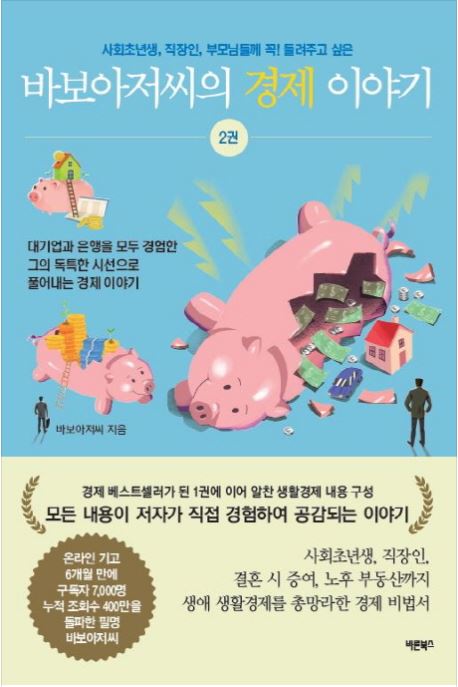 사회초년생, 직장인, 부모님들께 꼭! 들려주고 싶은
바보아저씨의 경제 이야기
2권
대기업과 은행을 모두 경험한
그의 독특한 시선으로
풀어내는 경제 이야기
바보아저씨 지음
경제 베스트셀러가 된 1권에 이어 알찬 생활경제 내용 구성
모든 내용이 저자가 직접 경험하여 공감되는 이야기
온라인 기고
6개월 만에
구독자 7,000명
누적 조회수 400만을
돌파한 필명
바보아저씨
사회초년생, 직장인,
결혼 시 증여, 노후 부동산까지
생애 생활경제를 총망라한 경제 비법서
바른북스